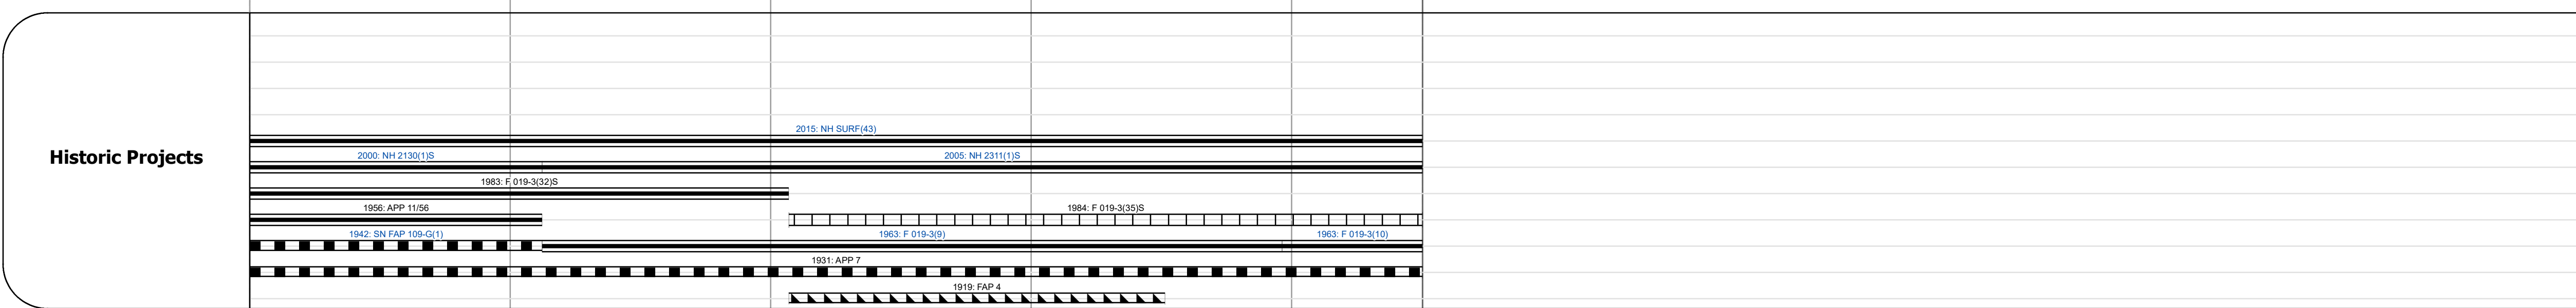 2015: NH SURF(43)
2000: NH 2130(1)S
2005: NH 2311(1)S
Historic Projects
1983: F 019-3(32)S
1956: APP 11/56
1984: F 019-3(35)S
1942: SN FAP 109-G(1)
1963: F 019-3(9)
1963: F 019-3(10)
1931: APP 7
1919: FAP 4